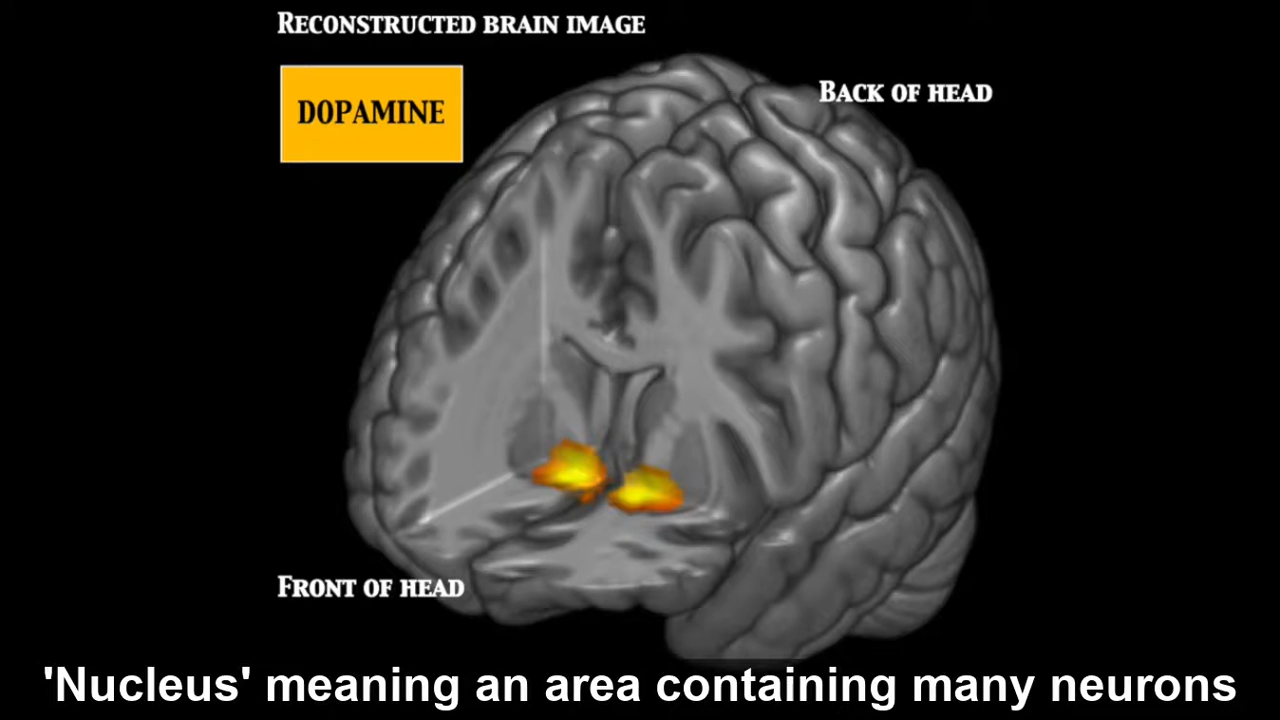 RECONSTRUCTED BRAIN IMAGE
DOPAMINE
BACK OF HEAD
FRONT OF HEAD
'Nucleus' meaning an area containing many neurons